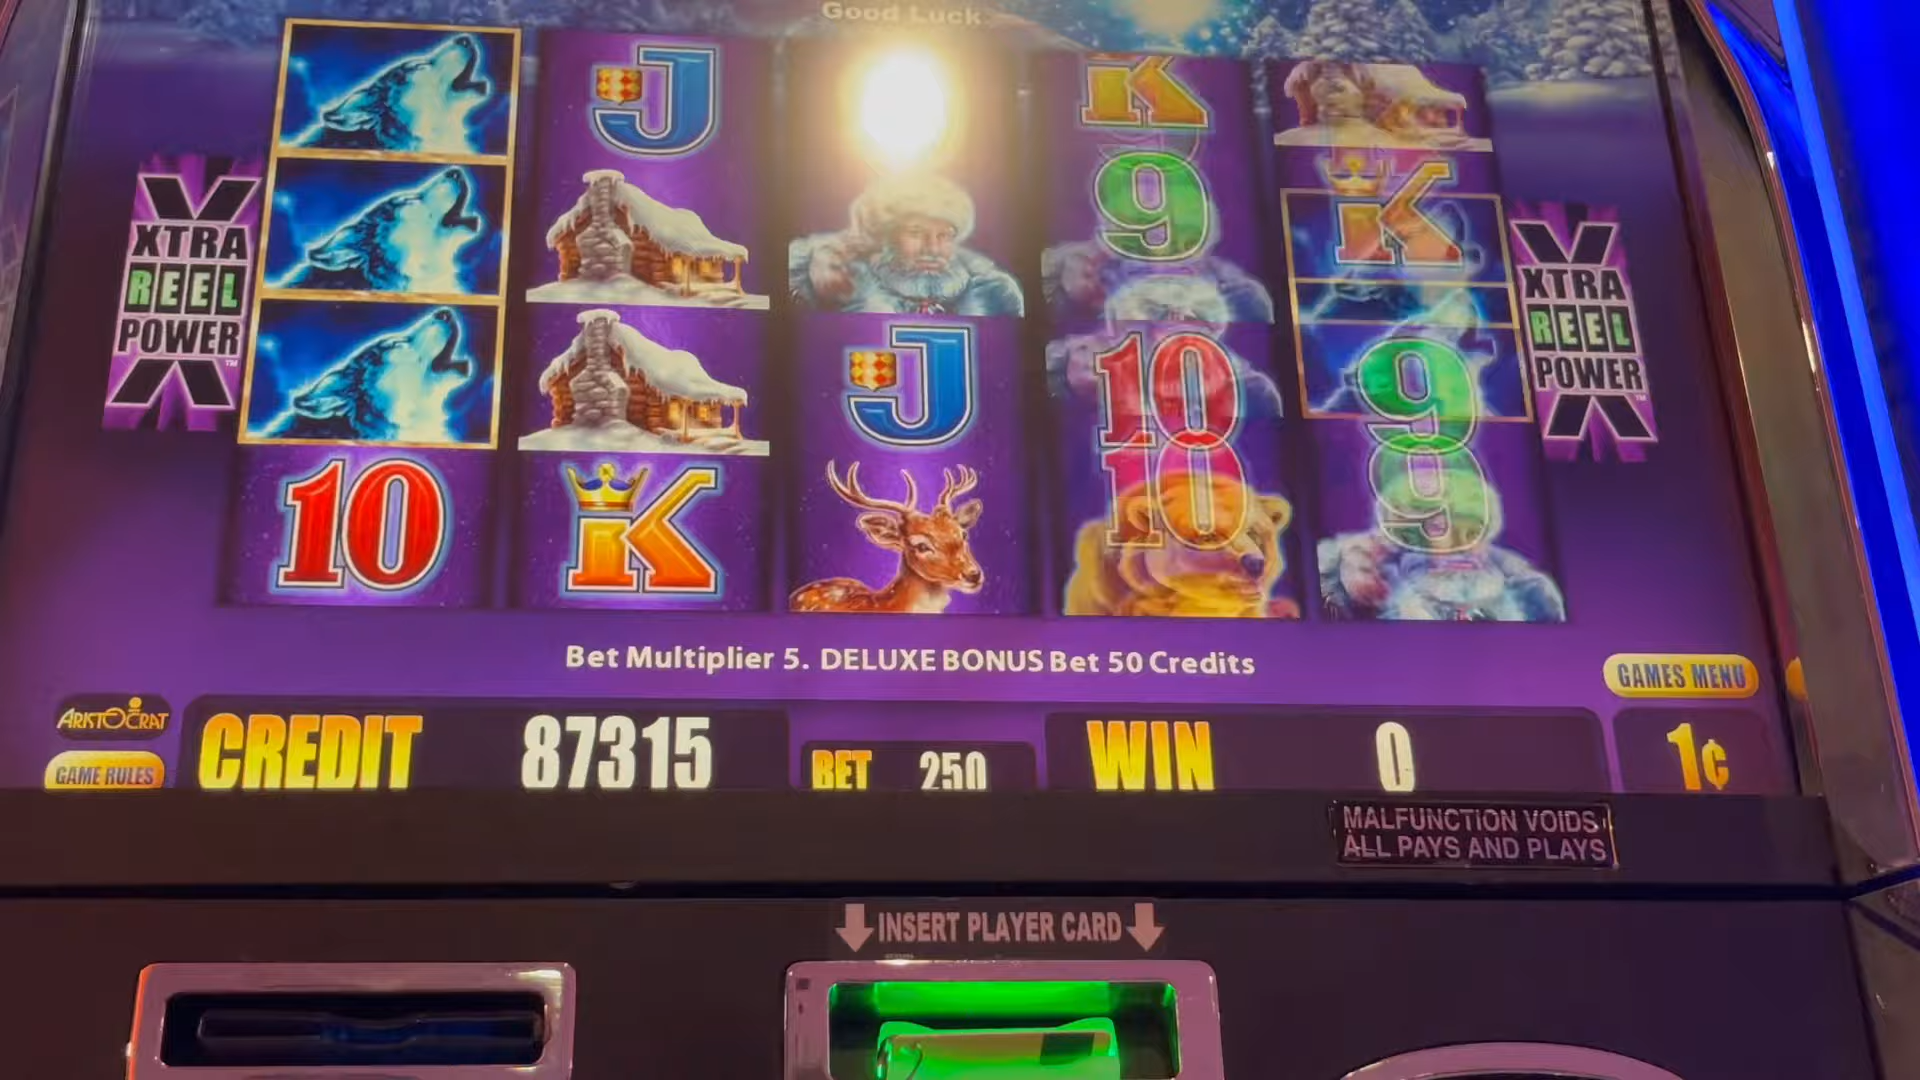 Good Luck
J
K
9
K
XTRA
REEL
POWER™
XTRA
REEL
POWER™
J
10
9
10
K
10
9
Bet Multiplier 5. DELUXE BONUS Bet 50 Credits
GAMES MENU
ARISTOCRAT
GAME RULES
CREDIT 87315
BET 250
WIN 0
1¢
MALFUNCTION VOIDS
ALL PAYS AND PLAYS
INSERT PLAYER CARD